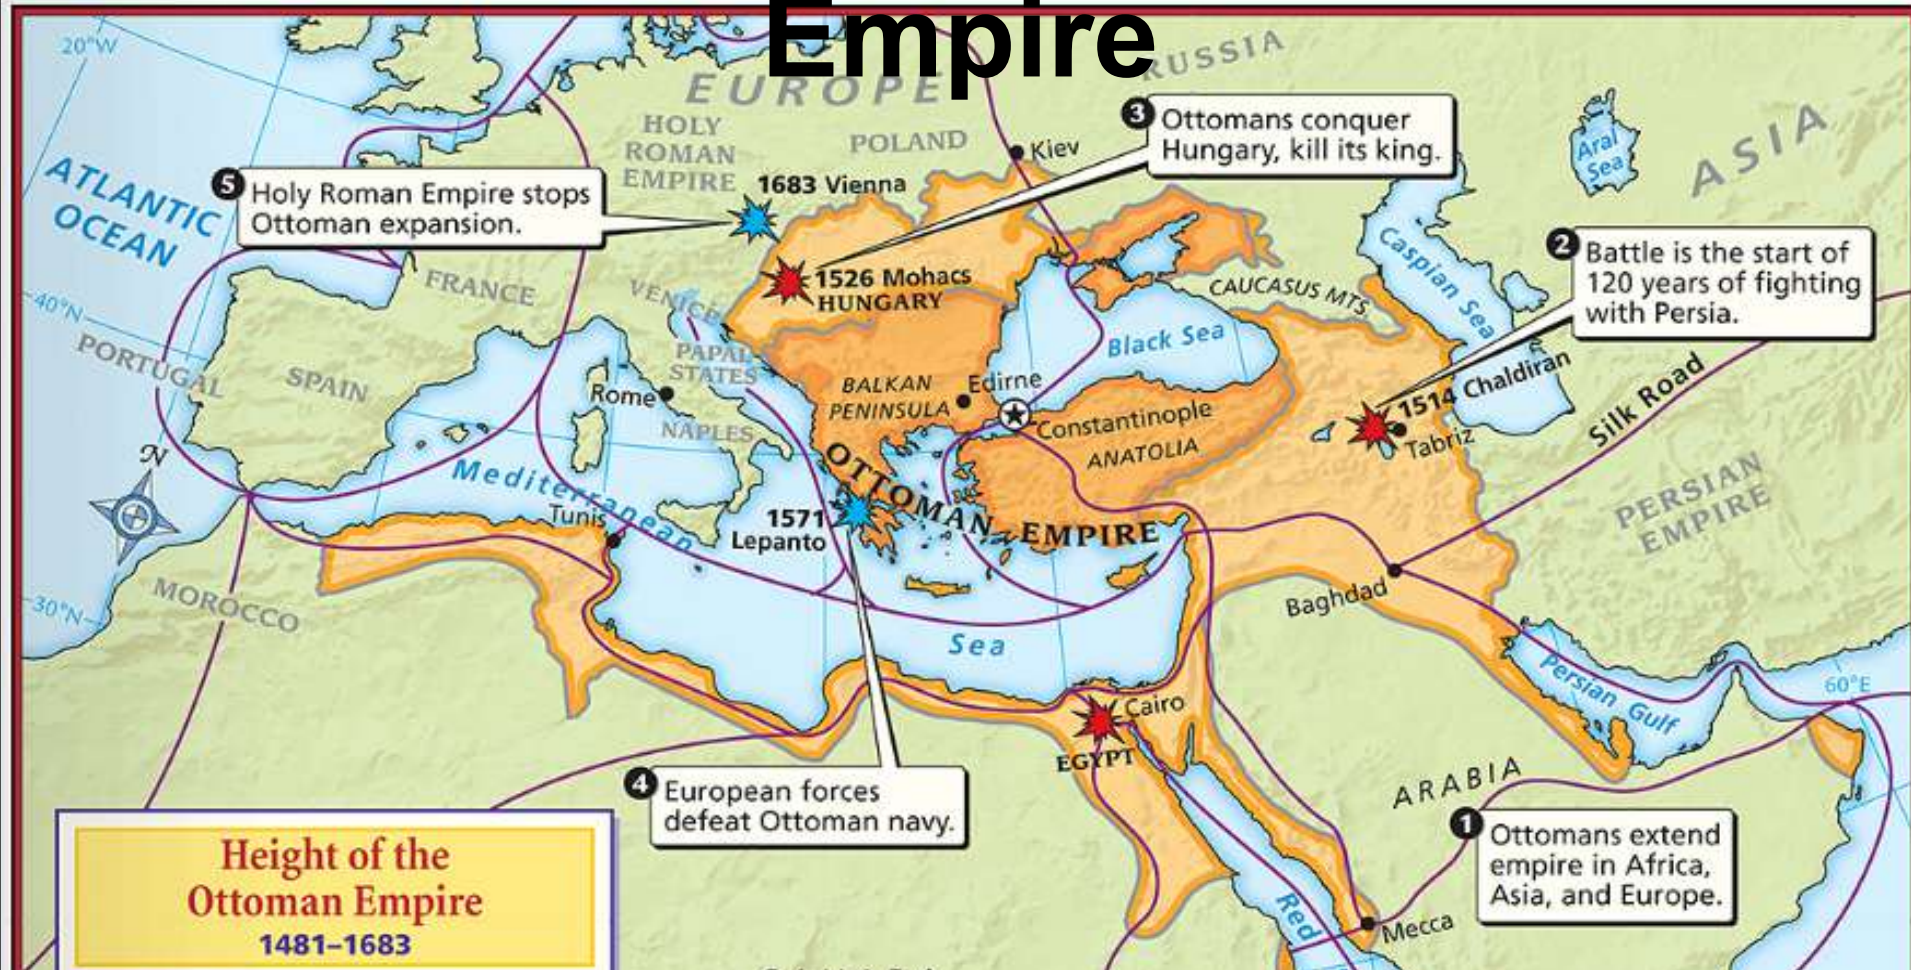 Empire
20°W
RUSSIA
EUROPE
HOLY
ROMAN
EMPIRE
POLAND
Kiev
3 Ottomans conquer
Hungary, kill its king.
Aral
Sea
ASIA
ATLANTIC
OCEAN
5 Holy Roman Empire stops
Ottoman expansion.
1683 Vienna
2 Battle is the start of
120 years of fighting
with Persia.
Caspian Sea
FRANCE
VENICE
1526 Mohacs
HUNGARY
CAUCASUS MTS.
40°N
PORTUGAL
SPAIN
PAPAL
STATES
Rome
NAPLES
BALKAN
PENINSULA
Edirne
Black Sea
Constantinople
ANATOLIA
1514 Chaldiran
Tabriz
Silk Road
N
Mediterranean
Sea
Tunis
OTTOMAN EMPIRE
1571
Lepanto
PERSIAN
EMPIRE
30°N
MOROCCO
Baghdad
Persian Gulf
60°E
Cairo
EGYPT
ARABIA
4 European forces
defeat Ottoman navy.
1 Ottomans extend
empire in Africa,
Asia, and Europe.
Red
Mecca
Height of the
Ottoman Empire
1481–1683